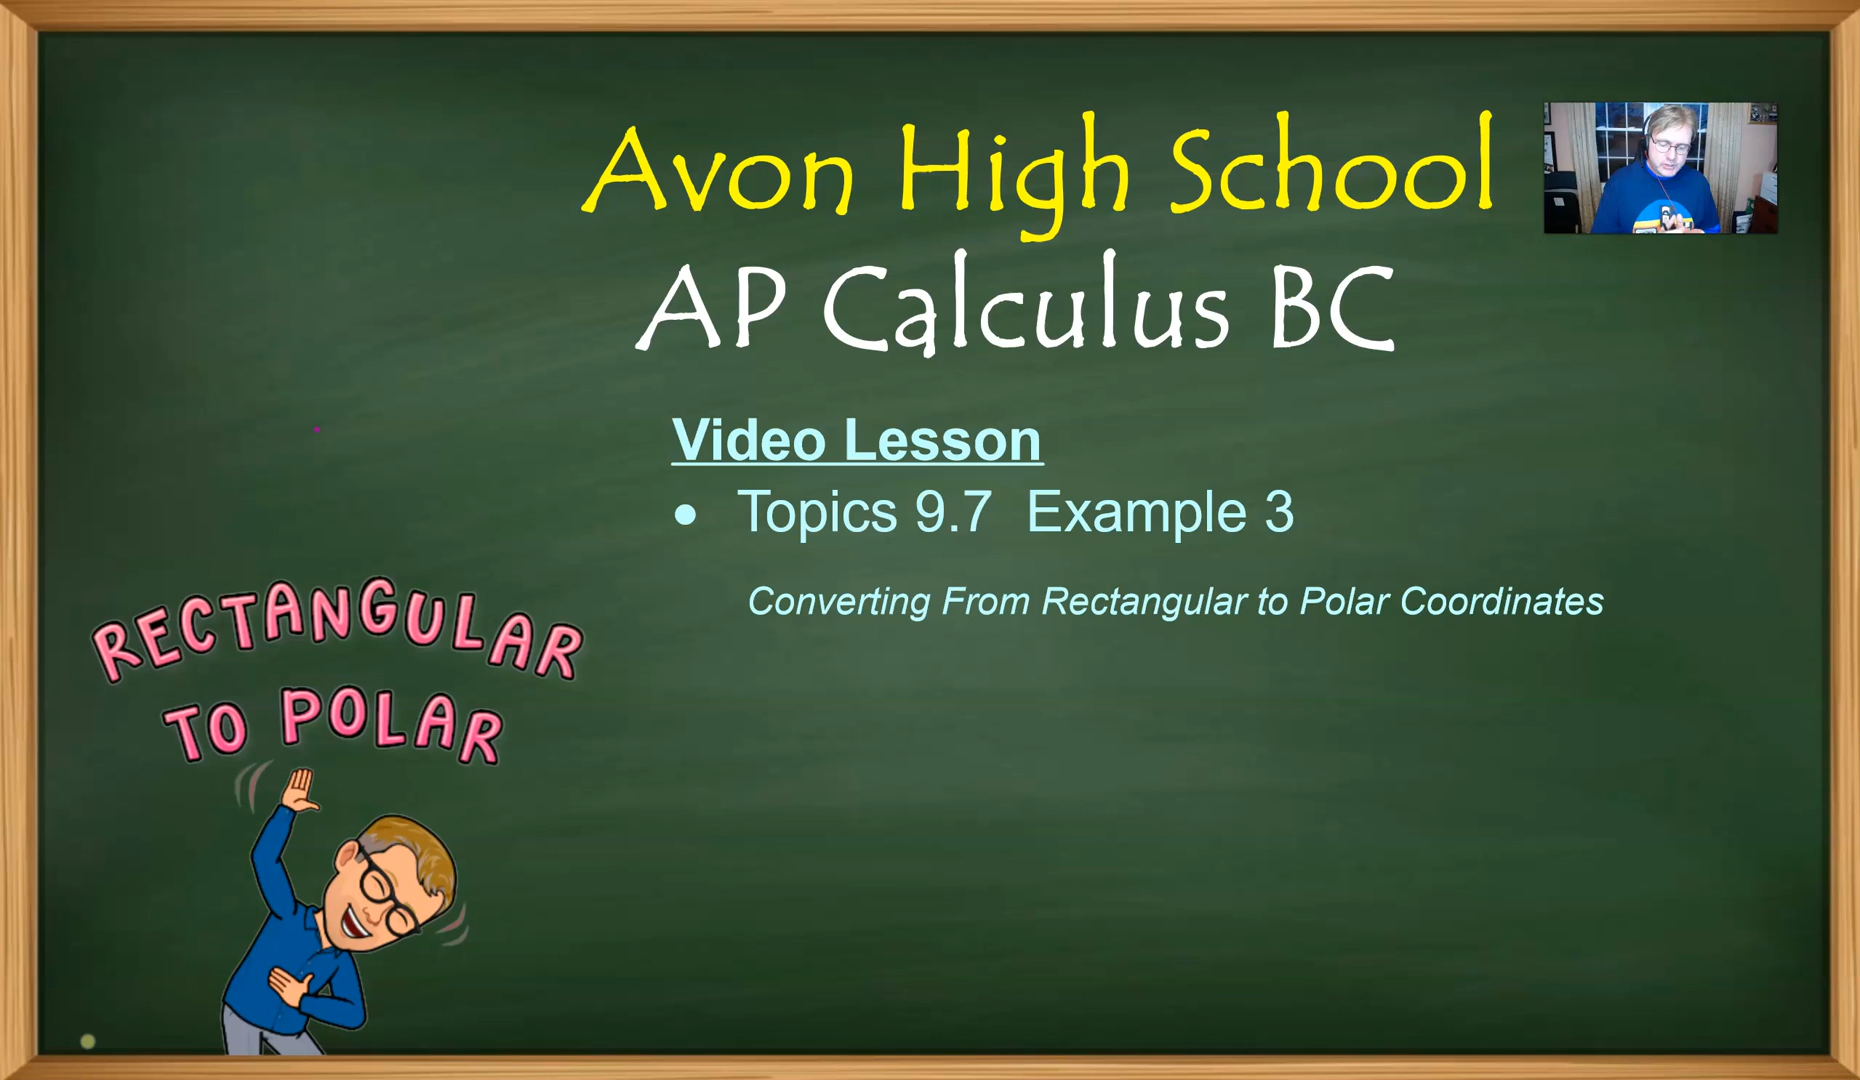 Avon High School
AP Calculus BC
Video Lesson
• Topics 9.7 Example 3
Converting From Rectangular to Polar Coordinates
RECTANGULAR
TO POLAR